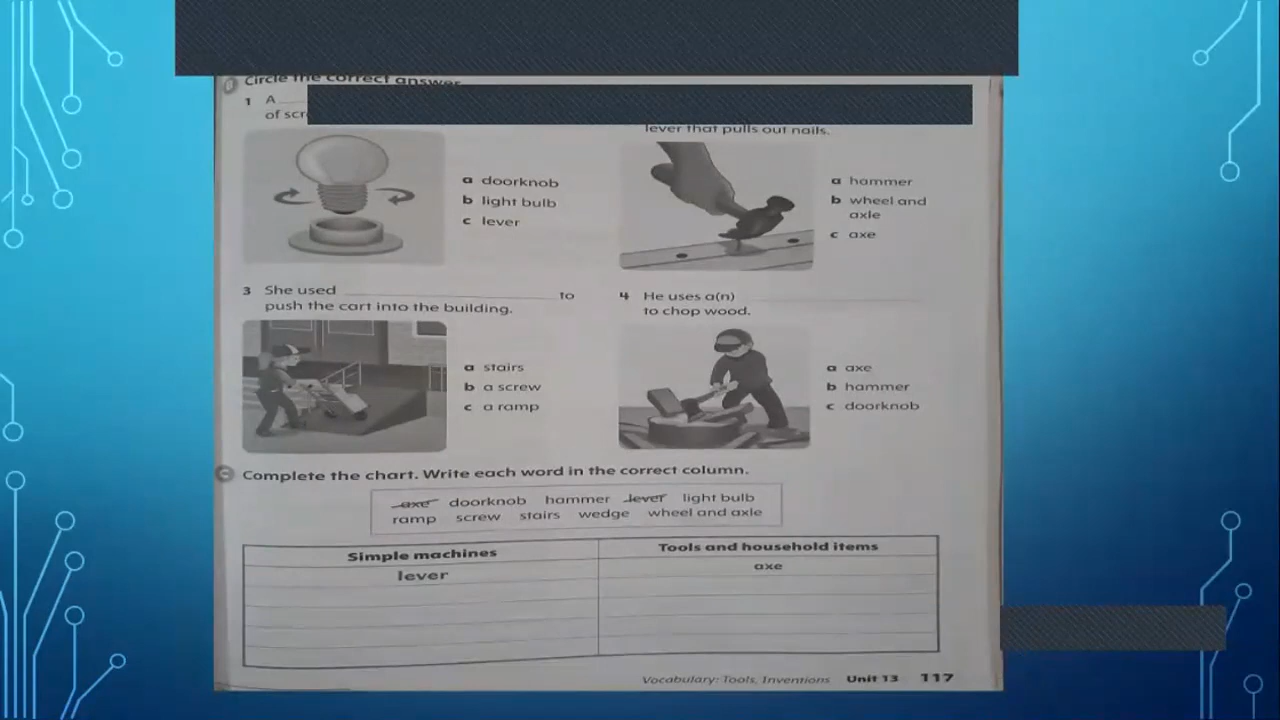 Circle the correct answer.
1 A
of scr
lever that pulls out nails.
a doorknob
b light bulb
c lever
a hammer
b wheel and
axle
c axe
3 She used ____ to
push the cart into the building.
a stairs
b a screw
c a ramp
4 He uses a(n) ____
to chop wood.
a axe
b hammer
c doorknob
C Complete the chart. Write each word in the correct column.
axe doorknob hammer lever light bulb
ramp screw stairs wedge wheel and axle
Simple machines
Tools and household items
lever
axe
Vocabulary: Tools, Inventions Unit 13 117